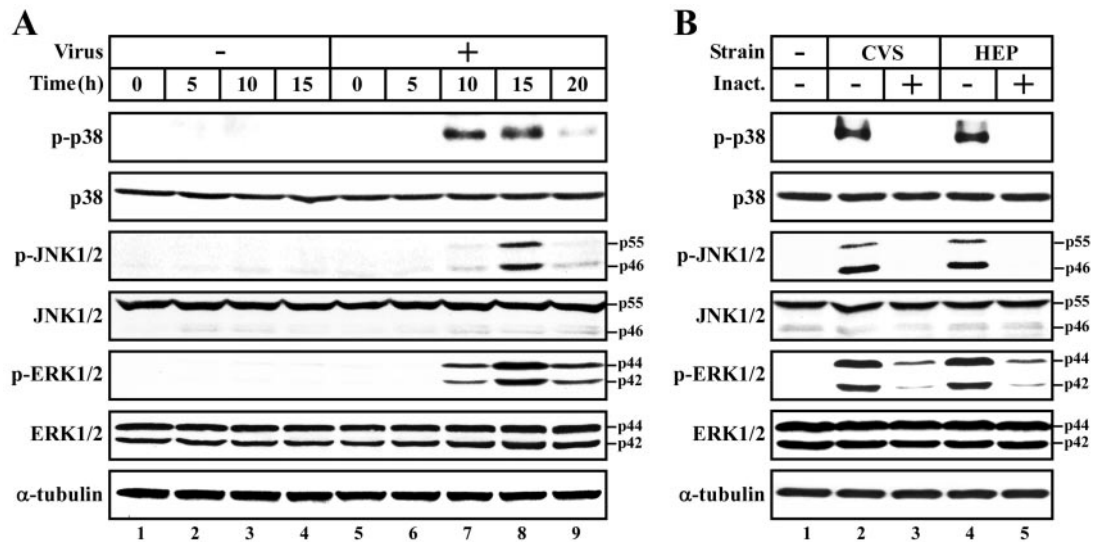 A
Virus - +
Time(h) 0 5 10 15 0 5 10 15 20
p-p38
p38
p-JNK1/2 p55
p46
JNK1/2 p55
p46
p-ERK1/2 p44
p42
ERK1/2 p44
p42
α-tubulin
1 2 3 4 5 6 7 8 9
B
Strain - CVS HEP
Inact. - - + - +
p-p38
p38
p-JNK1/2 p55
p46
JNK1/2 p55
p46
p-ERK1/2 p44
p42
ERK1/2 p44
p42
α-tubulin
1 2 3 4 5